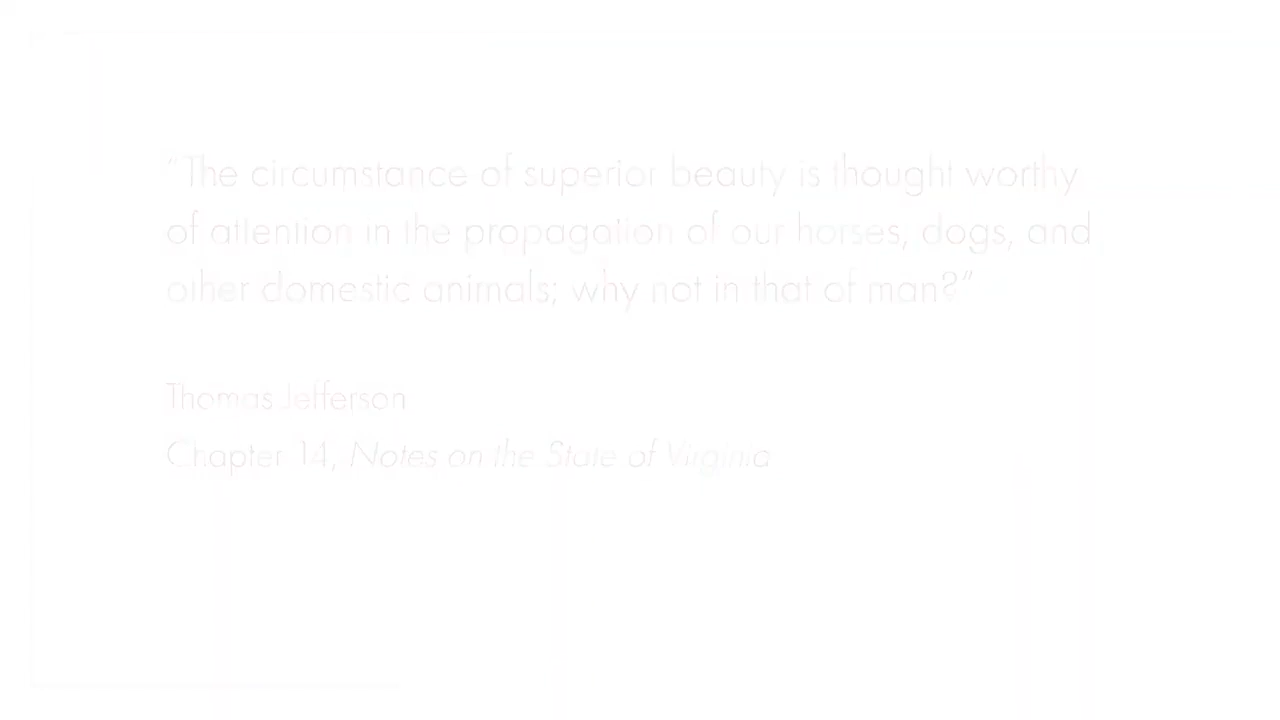 “The circumstance of superior beauty is thought worthy
of attention in the propagation of our horses, dogs, and
other domestic animals; why not in that of man?”
Thomas Jefferson
Chapter 14, Notes on the State of Virginia